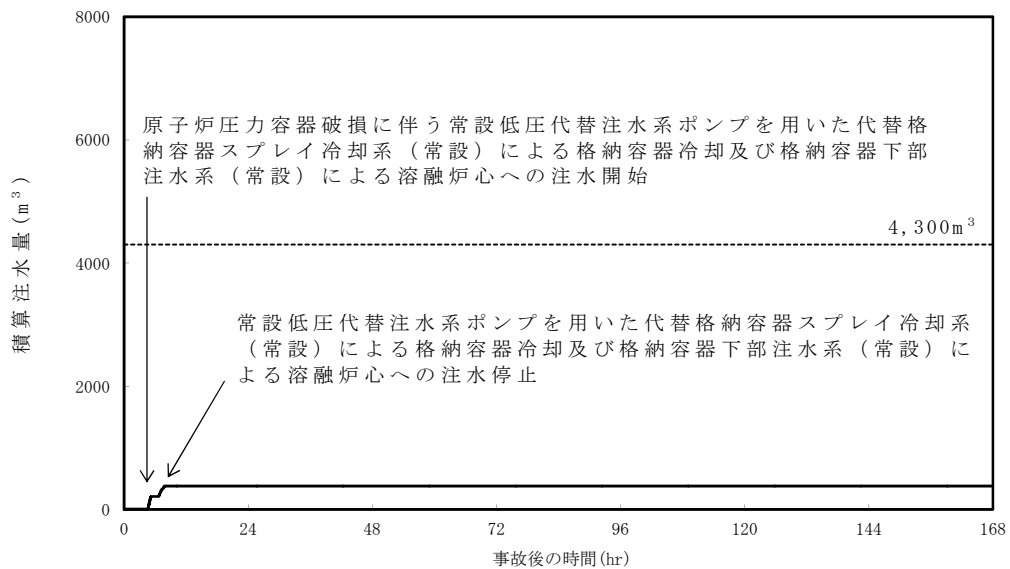 8000
6000
4000
2000
0
積算注水量(m³)
原子炉圧力容器破損に伴う常設低圧代替注水系ポンプを用いた代替格
納容器スプレイ冷却系（常設）による格納容器冷却及び格納容器下部
注水系（常設）による溶融炉心への注水開始
4,300m³
常設低圧代替注水系ポンプを用いた代替格納容器スプレイ冷却系
（常設）による格納容器冷却及び格納容器下部注水系（常設）に
よる溶融炉心への注水停止
0 24 48 72 96 120 144 168
事故後の時間(hr)